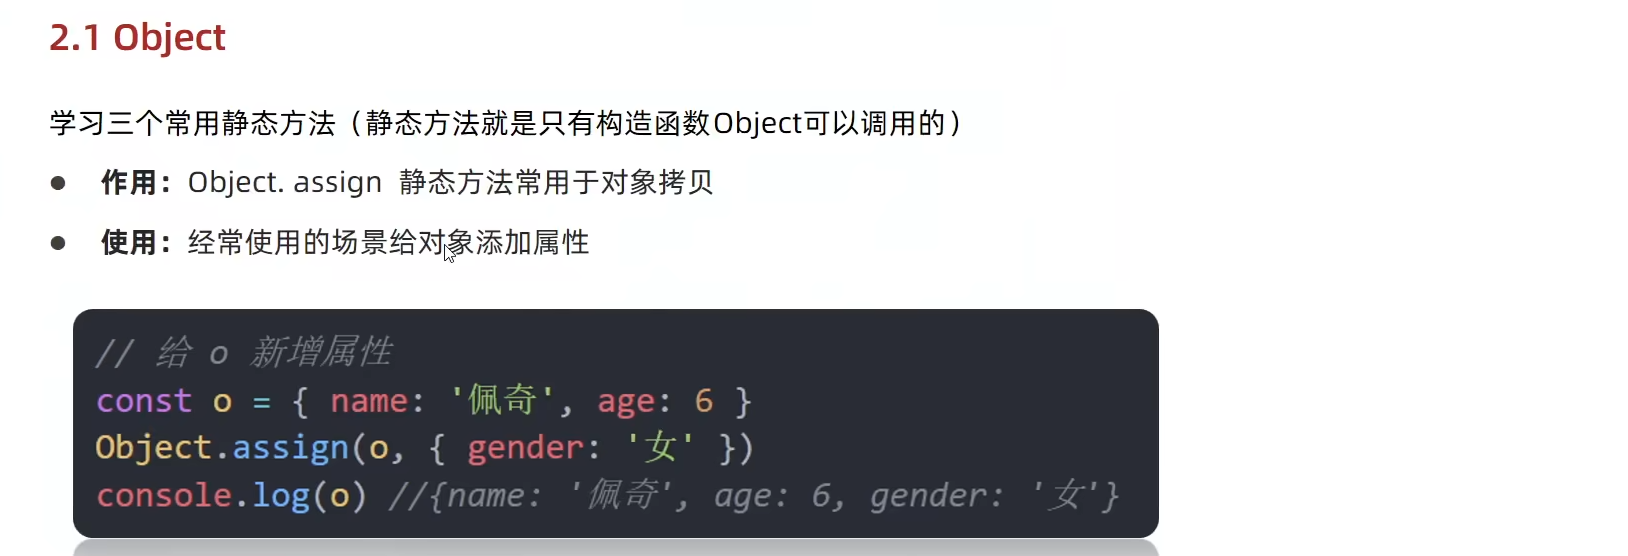 2.1 Object
学习三个常用静态方法（静态方法就是只有构造函数Object可以调用的）
● 作用：Object. assign 静态方法常用于对象拷贝
● 使用：经常使用的场景给对象添加属性
// 给 o 新增属性
const o = { name: '佩奇', age: 6 }
Object.assign(o, { gender: '女' })
console.log(o) //{name: '佩奇', age: 6, gender: '女'}